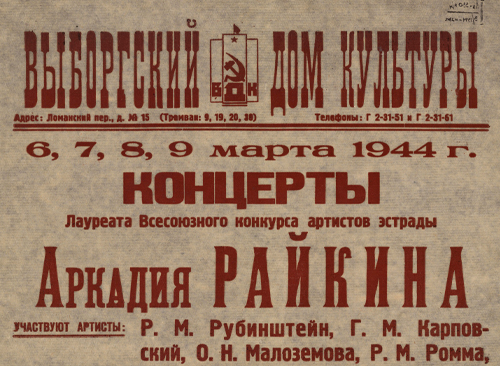 ВЫБОРГСКИЙ ДОМ КУЛЬТУРЫ
В Д К
Адрес: Ломанский пер., д. № 15 (Трамваи: 9, 19, 20, 38) Телефоны: Г 2-31-51 и Г 2-31-61
6, 7, 8, 9 марта 1944 г.
КОНЦЕРТЫ
Лауреата Всесоюзного конкурса артистов эстрады
Аркадия РАЙКИНА
УЧАСТВУЮТ АРТИСТЫ: Р. М. Рубинштейн, Г. М. Карпов-
ский, О. Н. Малоземова, Р. М. Ромма,